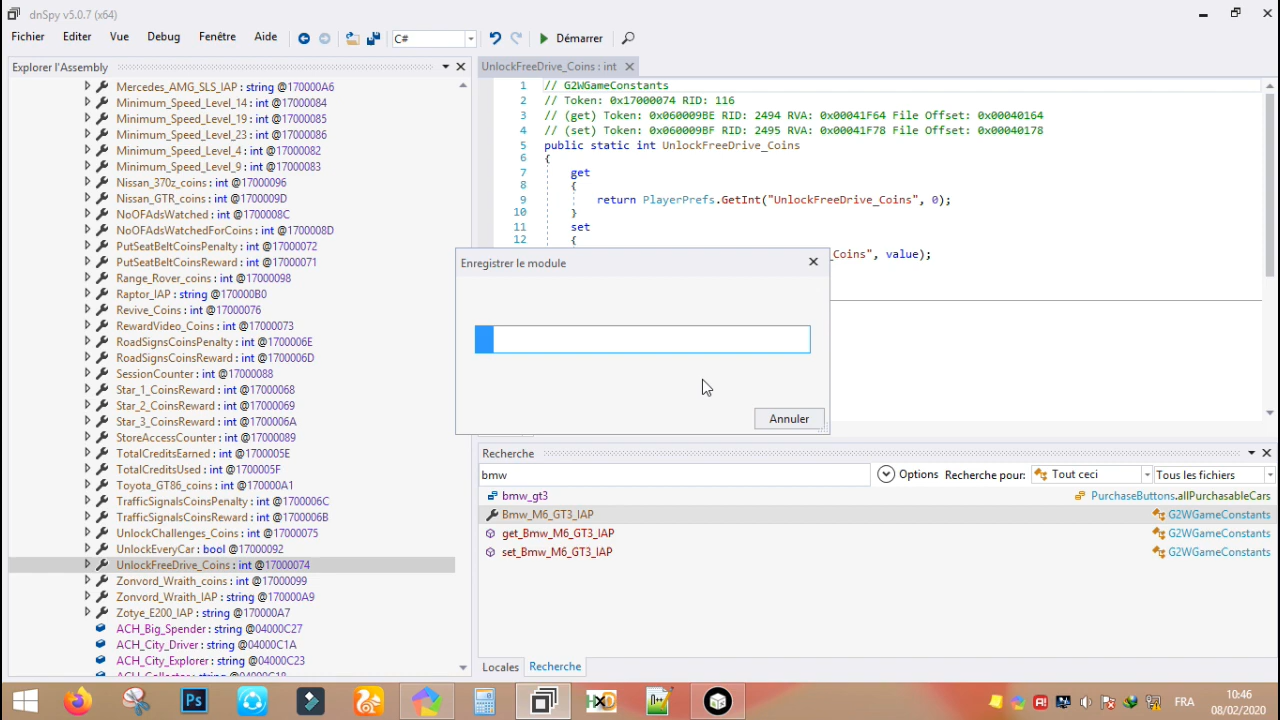 dnSpy v5.0.7 (x64)
Fichier Editer Vue Debug Fenêtre Aide C# Démarrer
Explorer l'Assembly
Mercedes_AMG_SLS_IAP : string @170000A6
Minimum_Speed_Level_14 : int @17000084
Minimum_Speed_Level_19 : int @17000085
Minimum_Speed_Level_23 : int @17000086
Minimum_Speed_Level_4 : int @17000082
Minimum_Speed_Level_9 : int @17000083
Nissan_370z_coins : int @17000096
Nissan_GTR_coins : int @1700009D
NoOFAdsWatched : int @1700008C
NoOFAdsWatchedForCoins : int @1700008D
PutSeatBeltCoinsPenalty : int @17000072
PutSeatBeltCoinsReward : int @17000071
Range_Rover_coins : int @17000098
Raptor_IAP : string @170000B0
Revive_Coins : int @17000076
RewardVideo_Coins : int @17000073
RoadSignsCoinsPenalty : int @1700006E
RoadSignsCoinsReward : int @1700006D
SessionCounter : int @17000088
Star_1_CoinsReward : int @17000068
Star_2_CoinsReward : int @17000069
Star_3_CoinsReward : int @1700006A
StoreAccessCounter : int @17000089
TotalCreditsEarned : int @1700005E
TotalCreditsUsed : int @1700005F
Toyota_GT86_coins : int @170000A1
TrafficSignalsCoinsPenalty : int @1700006C
TrafficSignalsCoinsReward : int @1700006B
UnlockChallenges_Coins : int @17000075
UnlockEveryCar : bool @17000092
UnlockFreeDrive_Coins : int @17000074
Zonvord_Wraith_coins : int @17000099
Zonvord_Wraith_IAP : string @170000A9
Zotye_E200_IAP : string @170000A7
ACH_Big_Spender : string @04000C27
ACH_City_Driver : string @04000C1A
ACH_City_Explorer : string @04000C23
UnlockFreeDrive_Coins : int
1 // G2WGameConstants
2 // Token: 0x17000074 RID: 116
3 // (get) Token: 0x060009BE RID: 2494 RVA: 0x00041F64 File Offset: 0x00040164
4 // (set) Token: 0x060009BF RID: 2495 RVA: 0x00041F78 File Offset: 0x00040178
5 public static int UnlockFreeDrive_Coins
6 {
7 get
8 {
9 return PlayerPrefs.GetInt("UnlockFreeDrive_Coins", 0);
10 }
11 set
12 {
_Coins", value);
Enregistrer le module
Annuler
Recherche
bmw Options Recherche pour: Tout ceci Tous les fichiers
bmw_gt3 PurchaseButtons.allPurchasableCars
Bmw_M6_GT3_IAP G2WGameConstants
get_Bmw_M6_GT3_IAP G2WGameConstants
set_Bmw_M6_GT3_IAP G2WGameConstants
Locales Recherche
Ps
FRA
10:46
08/02/2020